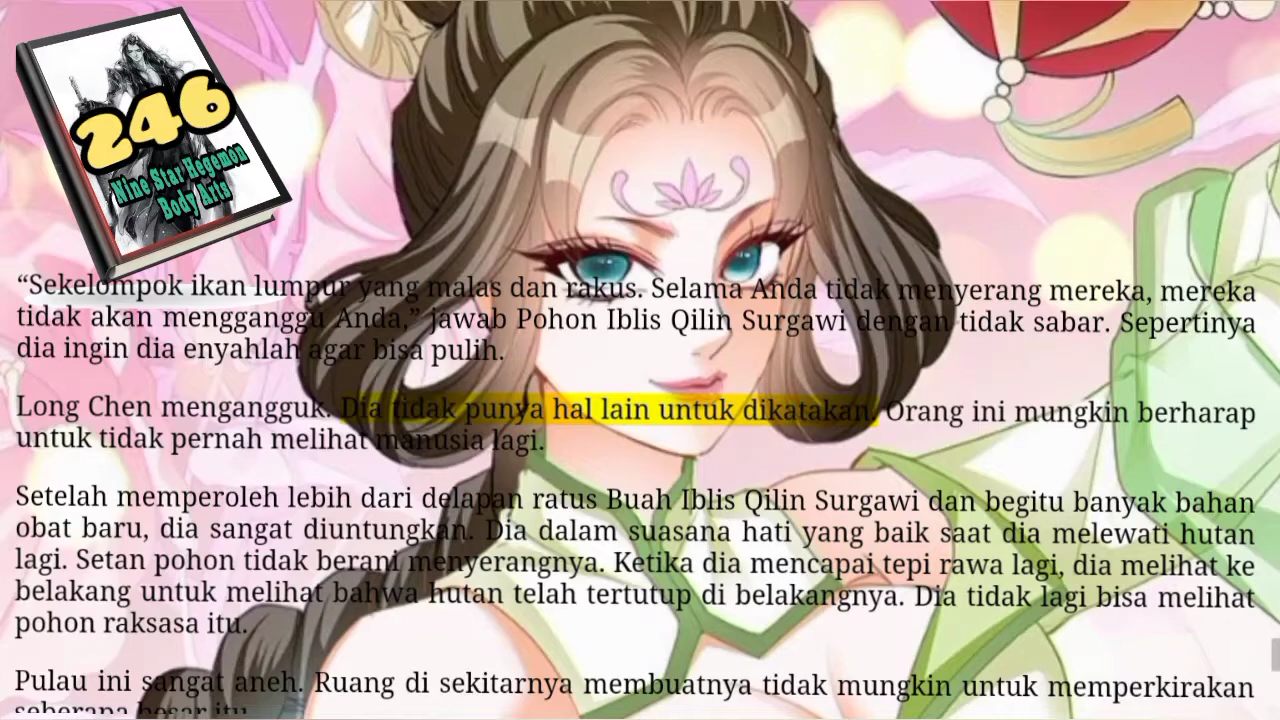 246
Nine Star Hegemon
Body Arts
“Sekelompok ikan lumpur yang malas dan rakus. Selama Anda tidak menyerang mereka, mereka
tidak akan mengganggu Anda,” jawab Pohon Iblis Qilin Surgawi dengan tidak sabar. Sepertinya
dia ingin dia enyahlah agar bisa pulih.
Long Chen mengangguk. Dia tidak punya hal lain untuk dikatakan. Orang ini mungkin berharap
untuk tidak pernah melihat manusia lagi.
Setelah memperoleh lebih dari delapan ratus Buah Iblis Qilin Surgawi dan begitu banyak bahan
obat baru, dia sangat diuntungkan. Dia dalam suasana hati yang baik saat dia melewati hutan
lagi. Setan pohon tidak berani menyerangnya. Ketika dia mencapai tepi rawa lagi, dia melihat ke
belakang untuk melihat bahwa hutan telah tertutup di belakangnya. Dia tidak lagi bisa melihat
pohon raksasa itu.
Pulau ini sangat aneh. Ruang di sekitarnya membuatnya tidak mungkin untuk memperkirakan
seberapa besar itu.